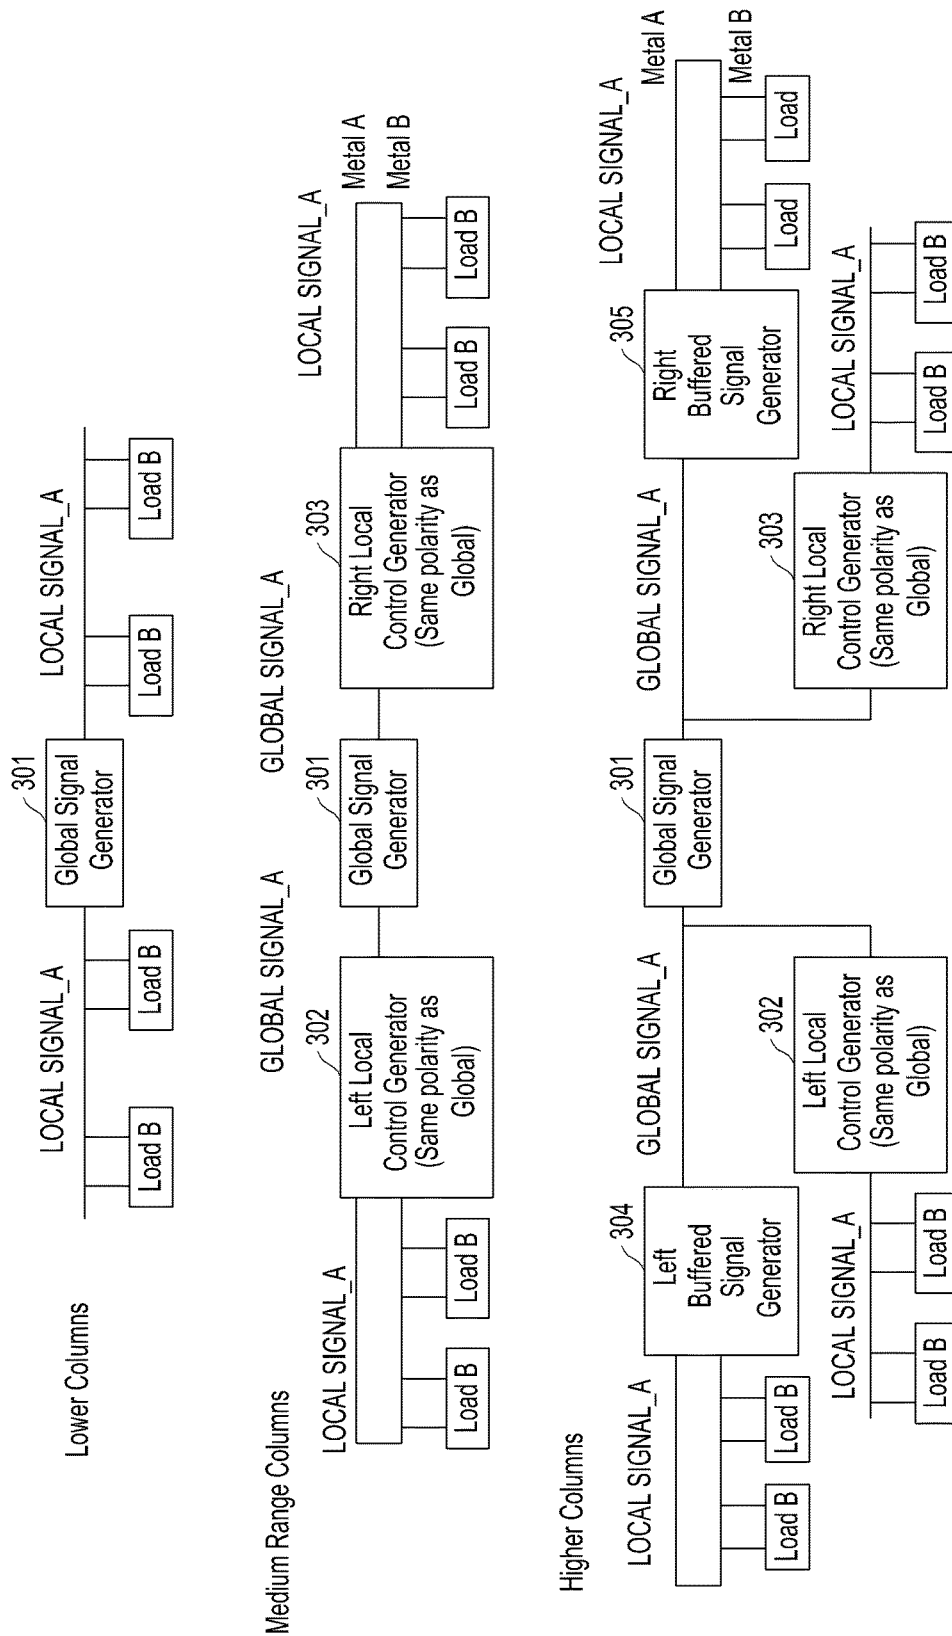 Lower Columns
LOCAL SIGNAL_A
301
LOCAL SIGNAL_A
Global Signal
Generator
Load B
Load B
Load B
Load B
Medium Range Columns
GLOBAL SIGNAL_A
GLOBAL SIGNAL_A
LOCAL SIGNAL_A
302
301
303
LOCAL SIGNAL_A
Metal A
Metal B
Left Local
Control Generator
(Same polarity as
Global)
Global Signal
Generator
Right Local
Control Generator
(Same polarity as
Global)
Load B
Load B
Load B
Load B
Higher Columns
LOCAL SIGNAL_A
304
GLOBAL SIGNAL_A
301
GLOBAL SIGNAL_A
305
LOCAL SIGNAL_A
Metal A
Metal B
Left
Buffered
Signal
Generator
Global Signal
Generator
Right
Buffered
Signal
Generator
Load B
Load B
Load
Load
LOCAL SIGNAL_A
302
303
LOCAL SIGNAL_A
Left Local
Control Generator
(Same polarity as
Global)
Right Local
Control Generator
(Same polarity as
Global)
Load B
Load B
Load B
Load B